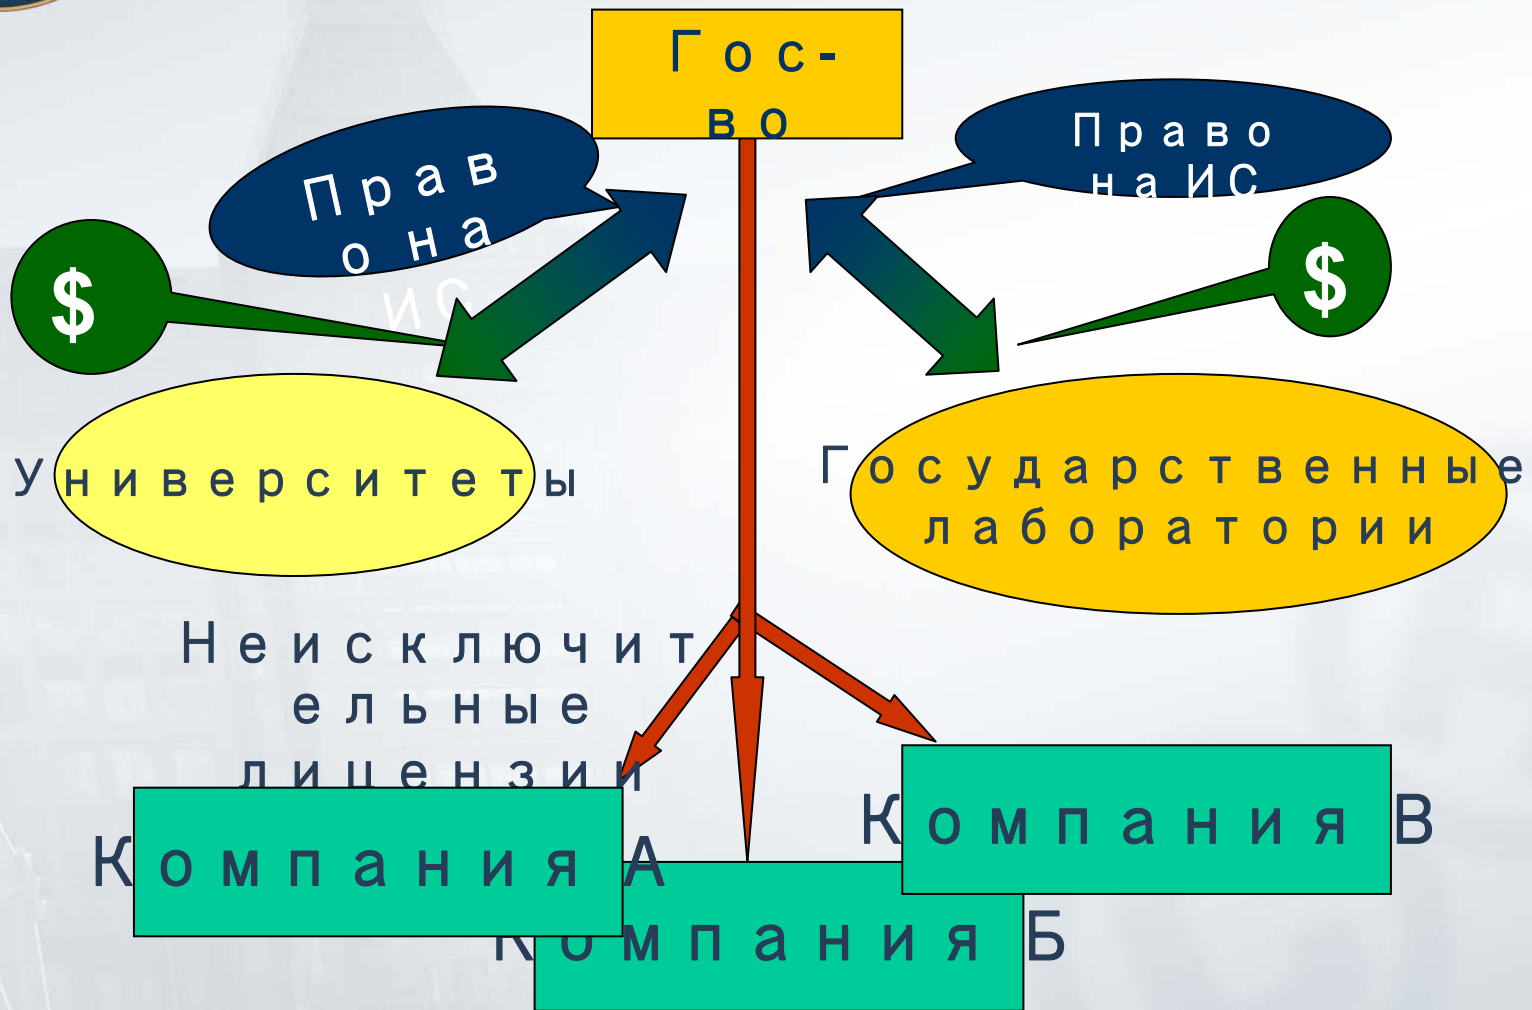 Гос-
во
Прав
о на
ИС
Право
на ИС
$
$
Университеты
Государственные
лаборатории
Неисключит
ельные
лицензии
Компания А
Компания В
Компания Б